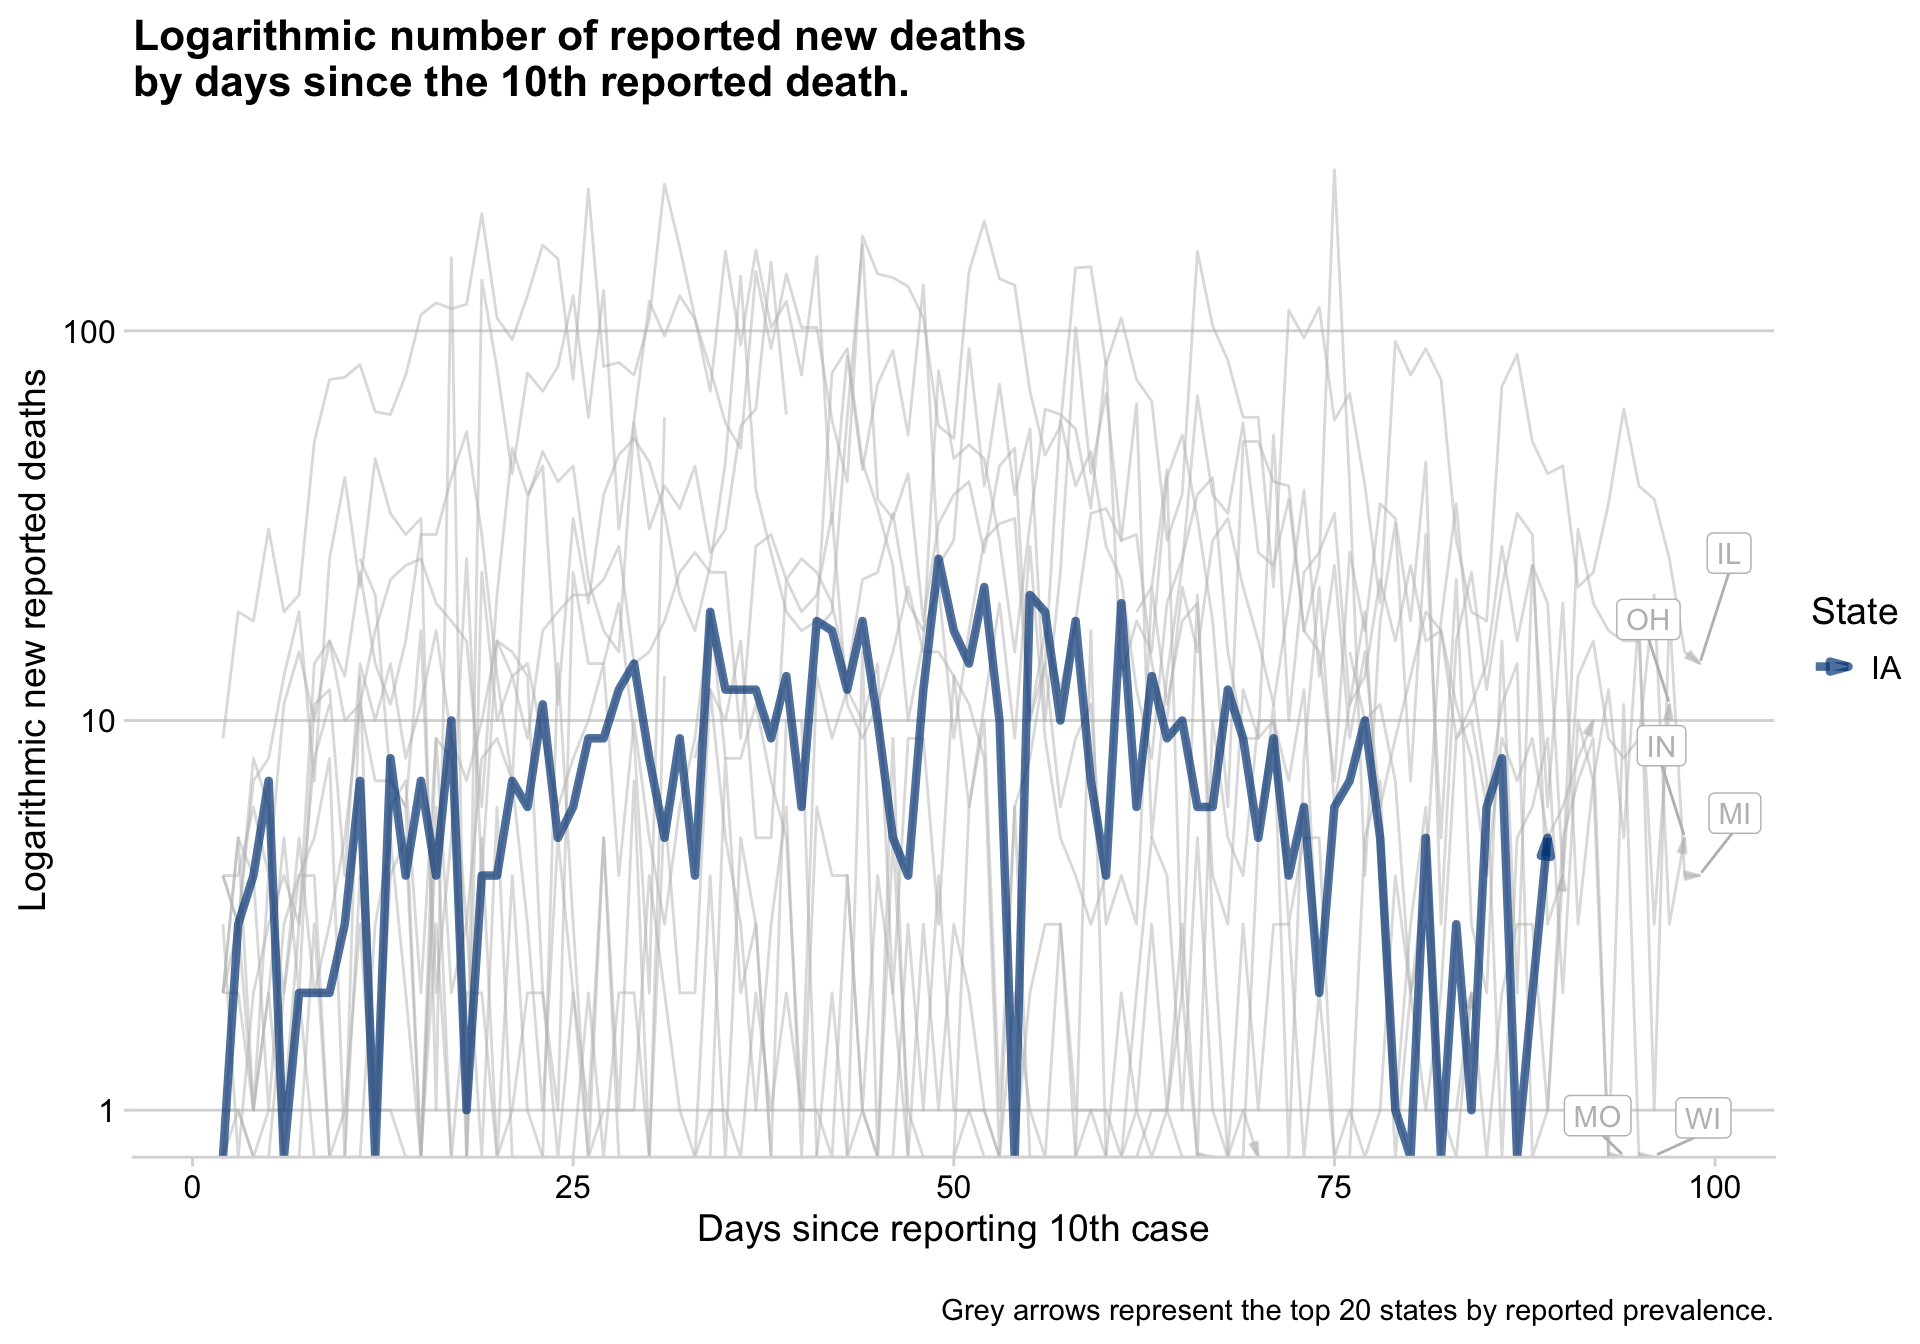 Logarithmic number of reported new deaths
by days since the 10th reported death.
Logarithmic new reported deaths
100
10
1
IL
OH
IN
MI
MO
WI
State
IA
0
25
50
75
100
Days since reporting 10th case
Grey arrows represent the top 20 states by reported prevalence.